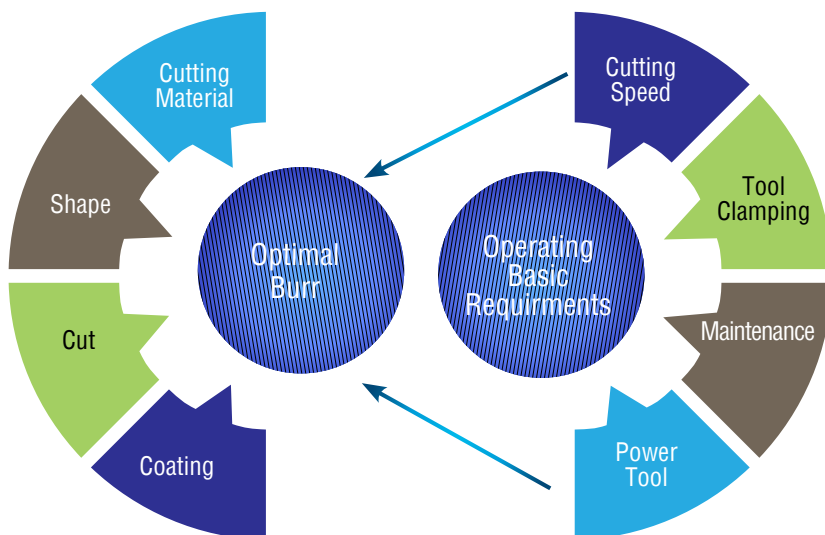 Cutting
Material
Shape
Cut
Coating
Optimal
Burr
Operating
Basic
Requirments
Cutting
Speed
Tool
Clamping
Maintenance
Power
Tool